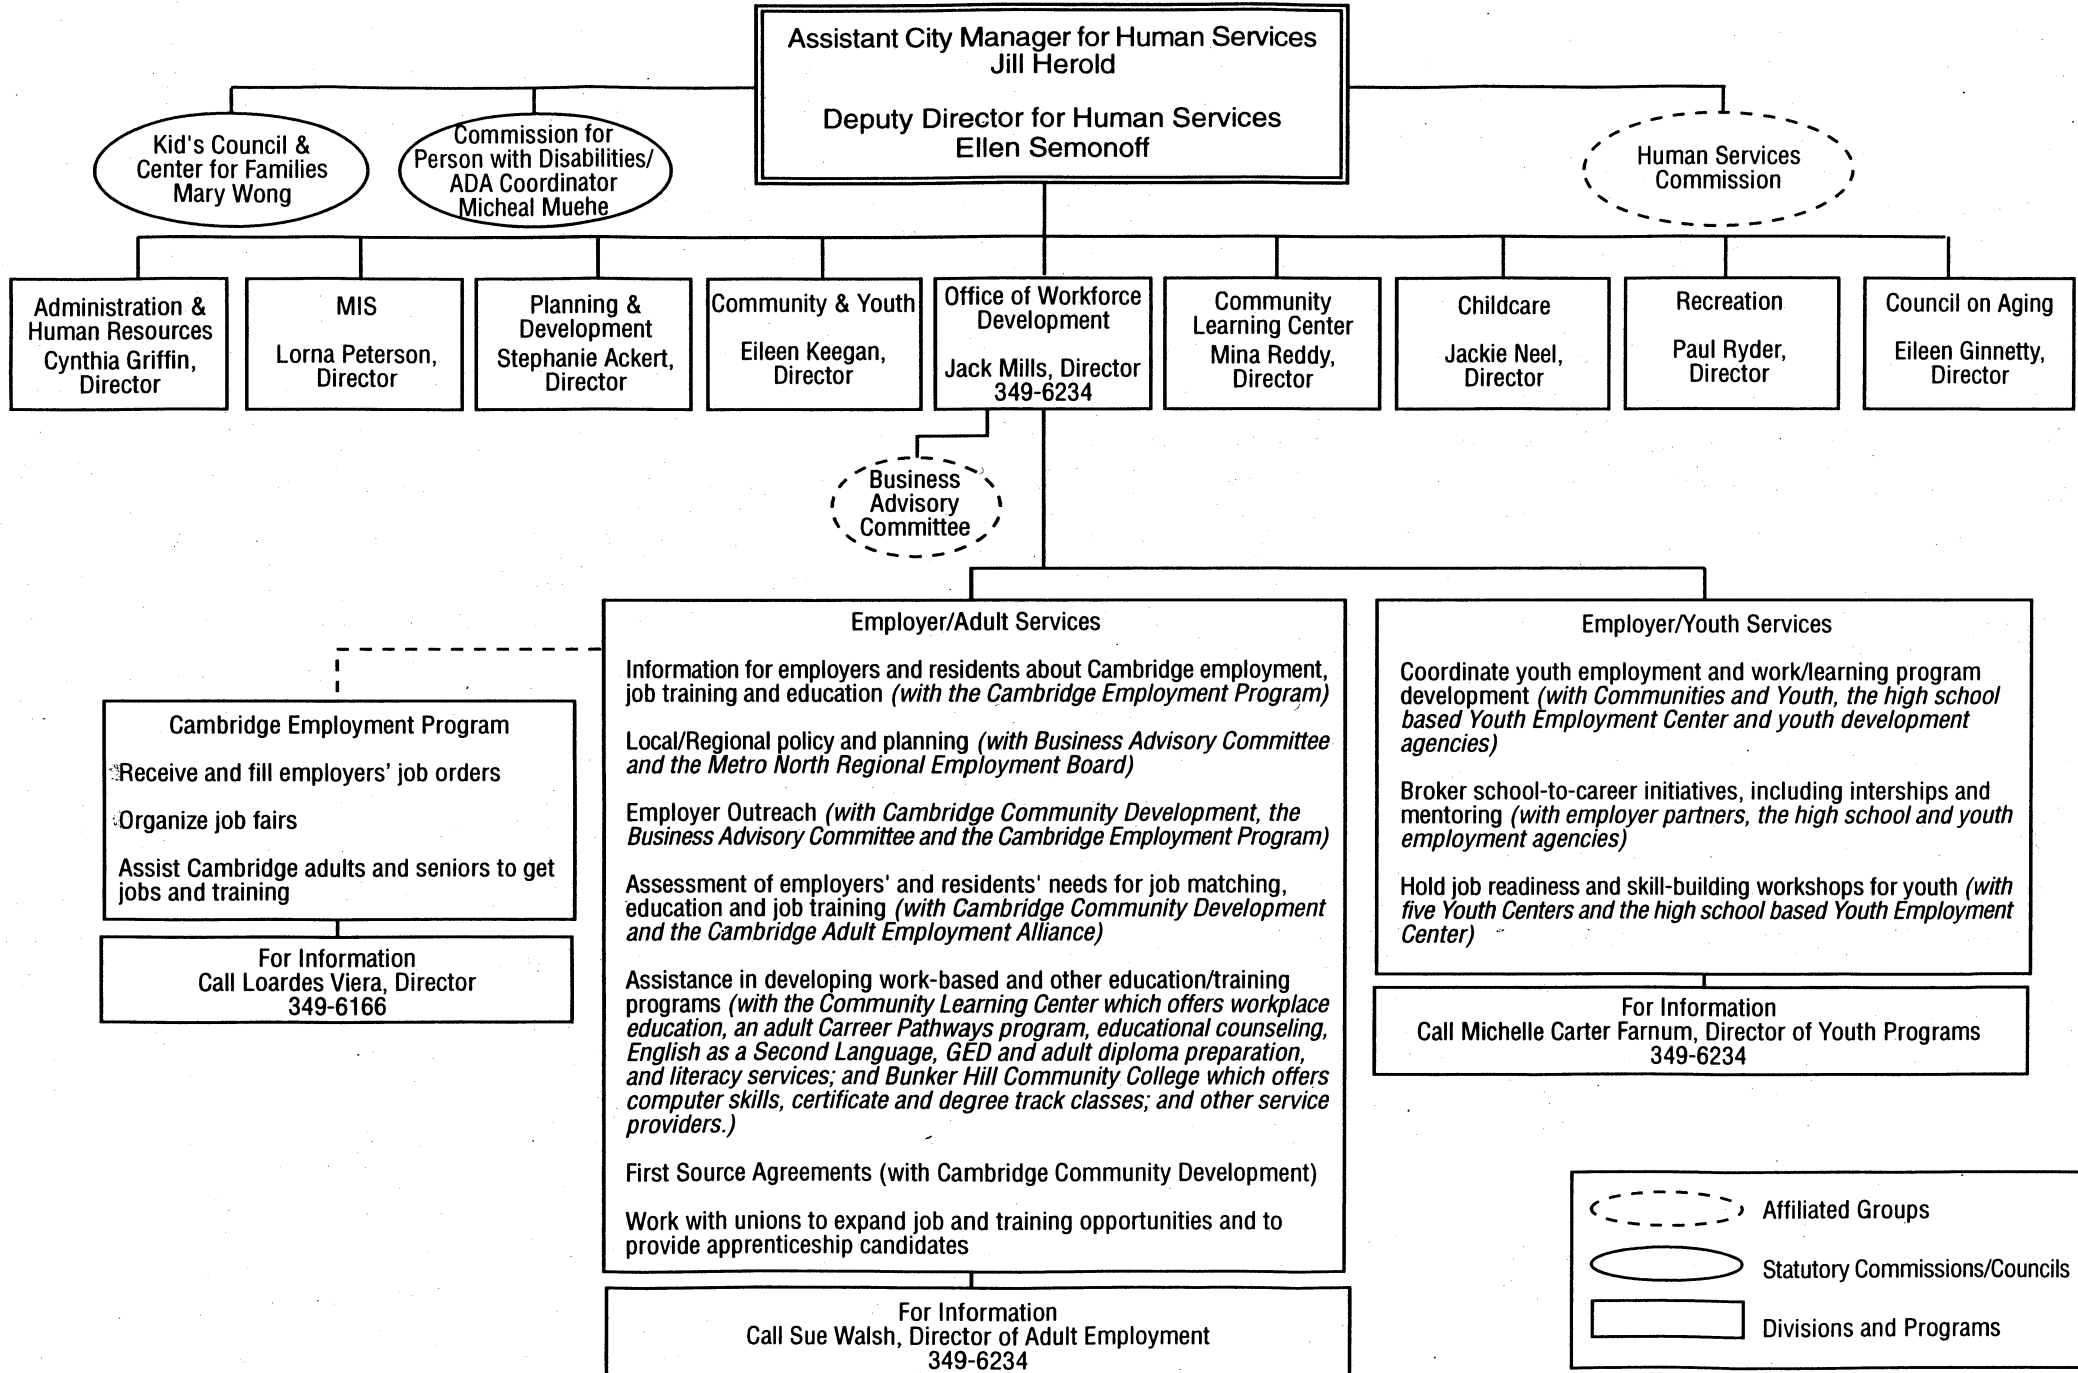 Assistant City Manager for Human Services
Jill Herold
Deputy Director for Human Services
Ellen Semonoff
Kid's Council &
Center for Families
Mary Wong
Commission for
Person with Disabilities/
ADA Coordinator
Micheal Muehe
Human Services
Commission
Administration &
Human Resources
Cynthia Griffin,
Director
MIS
Lorna Peterson,
Director
Planning &
Development
Stephanie Ackert,
Director
Community & Youth
Eileen Keegan,
Director
Office of Workforce
Development
Jack Mills, Director
349-6234
Community
Learning Center
Mina Reddy,
Director
Childcare
Jackie Neel,
Director
Recreation
Paul Ryder,
Director
Council on Aging
Eileen Ginnetty,
Director
Business
Advisory
Committee
Cambridge Employment Program
Receive and fill employers' job orders
Organize job fairs
Assist Cambridge adults and seniors to get
jobs and training
For Information
Call Loardes Viera, Director
349-6166
Employer/Adult Services
Information for employers and residents about Cambridge employment,
job training and education (with the Cambridge Employment Program)
Local/Regional policy and planning (with Business Advisory Committee
and the Metro North Regional Employment Board)
Employer Outreach (with Cambridge Community Development, the
Business Advisory Committee and the Cambridge Employment Program)
Assessment of employers' and residents' needs for job matching,
education and job training (with Cambridge Community Development
and the Cambridge Adult Employment Alliance)
Assistance in developing work-based and other education/training
programs (with the Community Learning Center which offers workplace
education, an adult Carreer Pathways program, educational counseling,
English as a Second Language, GED and adult diploma preparation,
and literacy services; and Bunker Hill Community College which offers
computer skills, certificate and degree track classes; and other service
providers.)
First Source Agreements (with Cambridge Community Development)
Work with unions to expand job and training opportunities and to
provide apprenticeship candidates
For Information
Call Sue Walsh, Director of Adult Employment
349-6234
Employer/Youth Services
Coordinate youth employment and work/learning program
development (with Communities and Youth, the high school
based Youth Employment Center and youth development
agencies)
Broker school-to-career initiatives, including interships and
mentoring (with employer partners, the high school and youth
employment agencies)
Hold job readiness and skill-building workshops for youth (with
five Youth Centers and the high school based Youth Employment
Center)
For Information
Call Michelle Carter Farnum, Director of Youth Programs
349-6234
Affiliated Groups
Statutory Commissions/Councils
Divisions and Programs